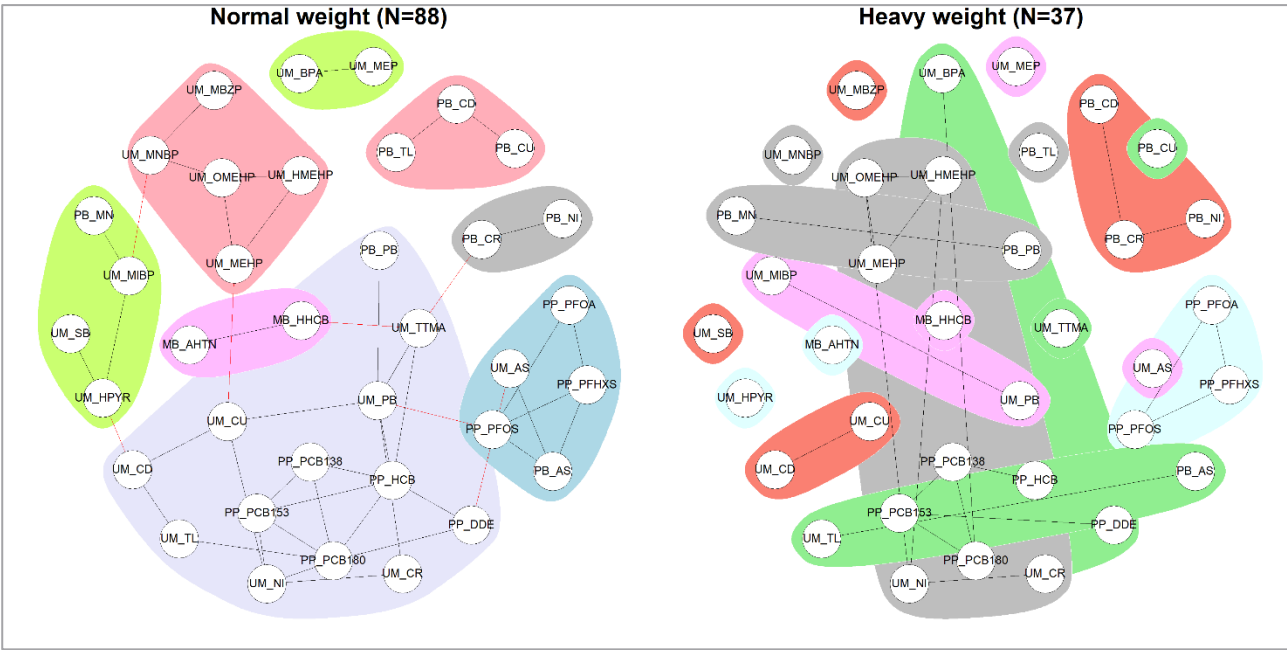 Normal weight (N=88)
UM_BPA
UM_MEP
UM_MBZP
PB_CD
UM_MNBP
PB_TL
PB_CU
UM_OMEHP
UM_HMEHP
PB_MN
PB_NI
PB_CR
PB_PB
UM_MEHP
UM_MIBP
PP_PFOA
MB_HHCB
UM_TTMA
UM_SB
MB_AHTN
UM_AS
PP_PFHXS
UM_HPYR
UM_PB
UM_CU
PP_PFOS
PP_PCB138
UM_CD
PB_AS
PP_HCB
PP_PCB153
PP_DDE
UM_TL
PP_PCB180
UM_NI
UM_CR
Heavy weight (N=37)
UM_BPA
UM_MEP
UM_MBZP
PB_CD
UM_MNBP
PB_TL
PB_CU
UM_OMEHP
UM_HMEHP
PB_MN
PB_NI
PB_CR
PB_PB
UM_MEHP
UM_MIBP
PP_PFOA
MB_HHCB
UM_TTMA
UM_SB
MB_AHTN
UM_AS
PP_PFHXS
UM_HPYR
UM_PB
UM_CU
PP_PFOS
PP_PCB138
UM_CD
PB_AS
PP_HCB
PP_PCB153
PP_DDE
UM_TL
PP_PCB180
UM_NI
UM_CR